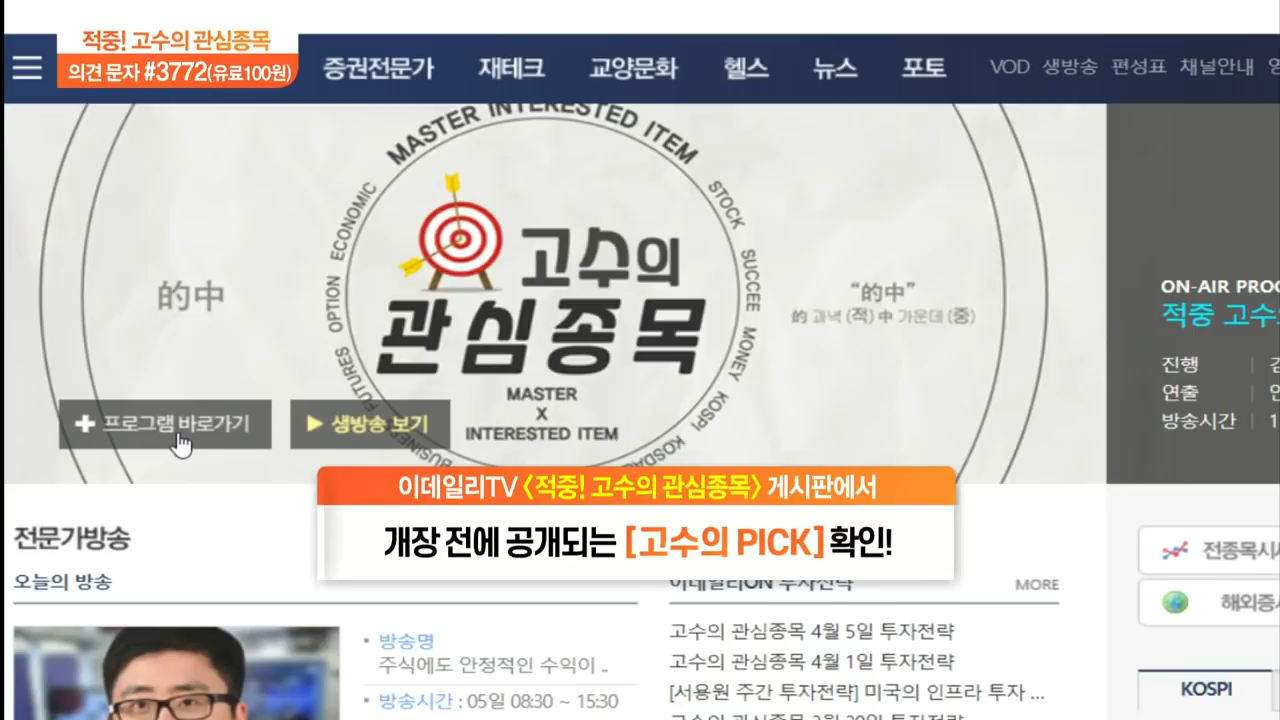 적중! 고수의 관심종목
의견 문자 #3772(유료100원)
증권전문가 재테크 교양문화 헬스 뉴스 포토 VOD 생방송 편성표 채널안내
MASTER INTERESTED ITEM
STOCK SUCCEE MONEY KOSPI KOSDAQ
OPTION ECONOMIC
FUTURES
고수의
관심종목
MASTER
X
INTERESTED ITEM
的中
“的中”
的 과녁 (적) 中 가운데 (중)
ON-AIR
적중
진행
연출
방송시간
프로그램 바로가기
생방송 보기
이데일리TV 〈적중! 고수의 관심종목〉 게시판에서
개장 전에 공개되는 [고수의 PICK] 확인!
전문가방송
오늘의 방송
방송명
주식에도 안정적인 수익이 ..
방송시간 : 05일 08:30 ~ 15:30
이데일리ON 투자전략 MORE
고수의 관심종목 4월 5일 투자전략
고수의 관심종목 4월 1일 투자전략
[서용원 주간 투자전략] 미국의 인프라 투자 ...
KOSPI